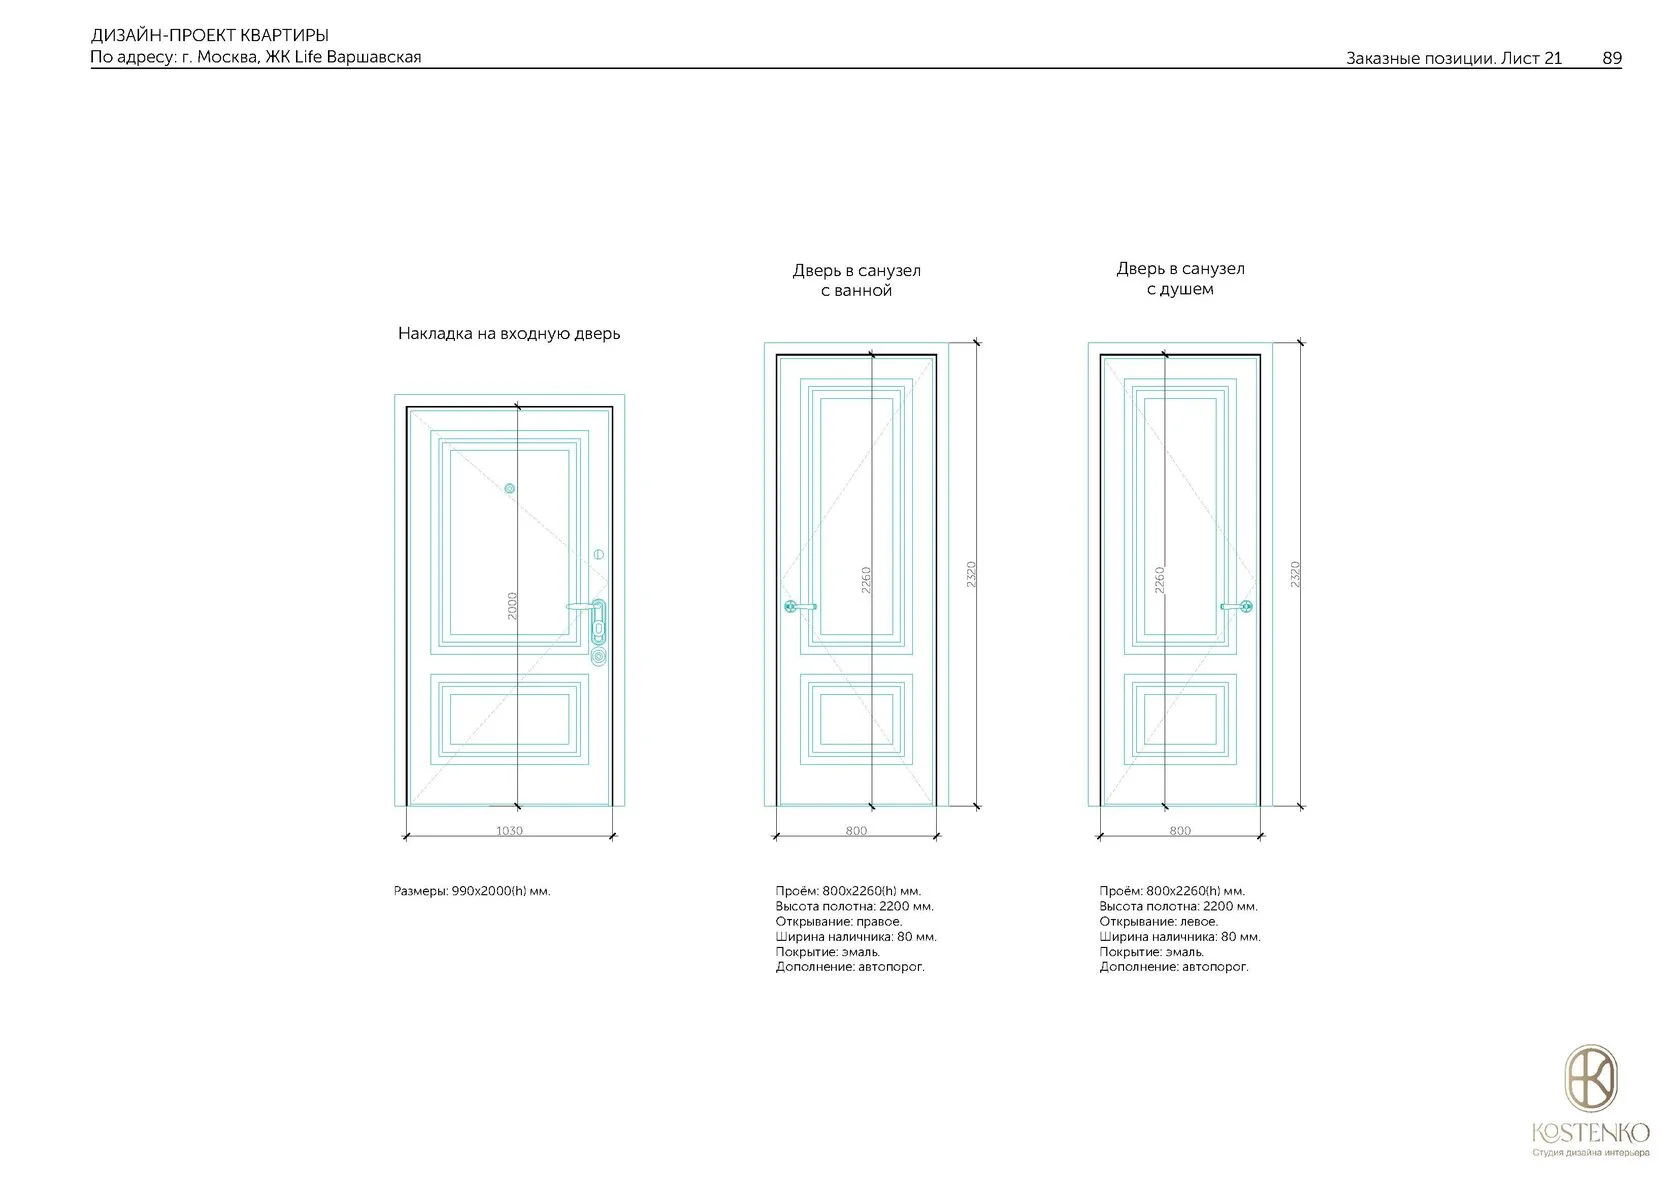 ДИЗАЙН-ПРОЕКТ КВАРТИРЫ
По адресу: г. Москва, ЖК Life Варшавская
Заказные позиции. Лист 21 89
Накладка на входную дверь
2000
1030
Размеры: 990х2000(h) мм.
Дверь в санузел
с ванной
2260
2320
800
Проём: 800х2260(h) мм.
Высота полотна: 2200 мм.
Открывание: правое.
Ширина наличника: 80 мм.
Покрытие: эмаль.
Дополнение: автопорог.
Дверь в санузел
с душем
2260
2320
800
Проём: 800х2260(h) мм.
Высота полотна: 2200 мм.
Открывание: левое.
Ширина наличника: 80 мм.
Покрытие: эмаль.
Дополнение: автопорог.
KOSTENKO
Студия дизайна интерьера